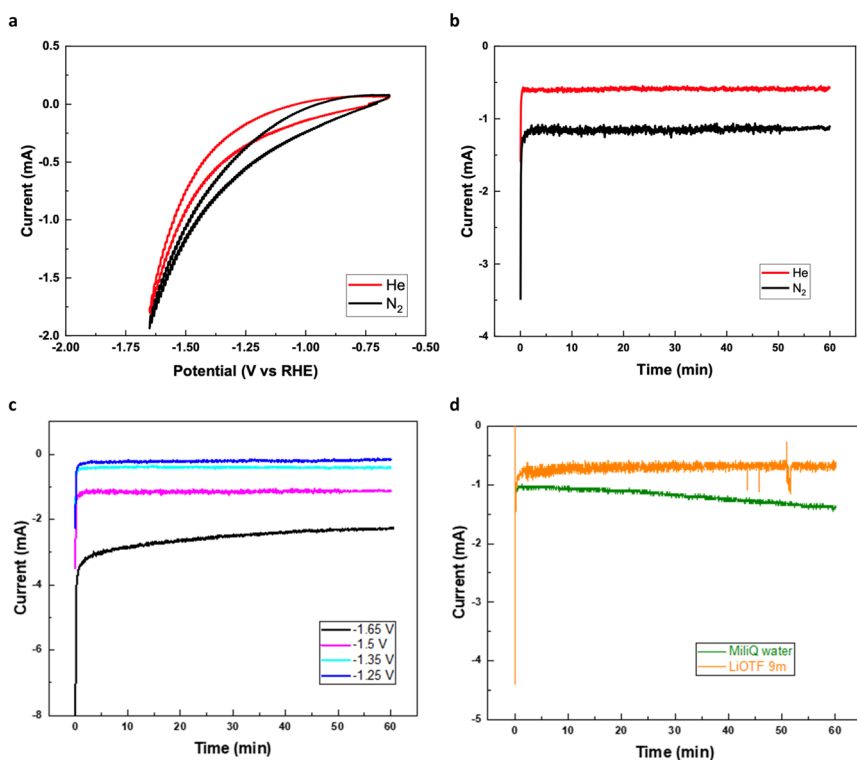 a
0.5
0.0
-0.5
-1.0
-1.5
-2.0
Current (mA)
-2.00
-1.75
-1.50
-1.25
-1.00
-0.75
-0.50
Potential (V vs RHE)
He
N2
b
0
-1
-2
-3
-4
Current (mA)
0
10
20
30
40
50
60
Time (min)
He
N2
c
0
-2
-4
-6
-8
Current (mA)
0
10
20
30
40
50
60
Time (min)
-1.65 V
-1.5 V
-1.35 V
-1.25 V
d
0
-1
-2
-3
-4
-5
Current (mA)
0
10
20
30
40
50
60
Time (min)
MiliQ water
LiOTF 9m